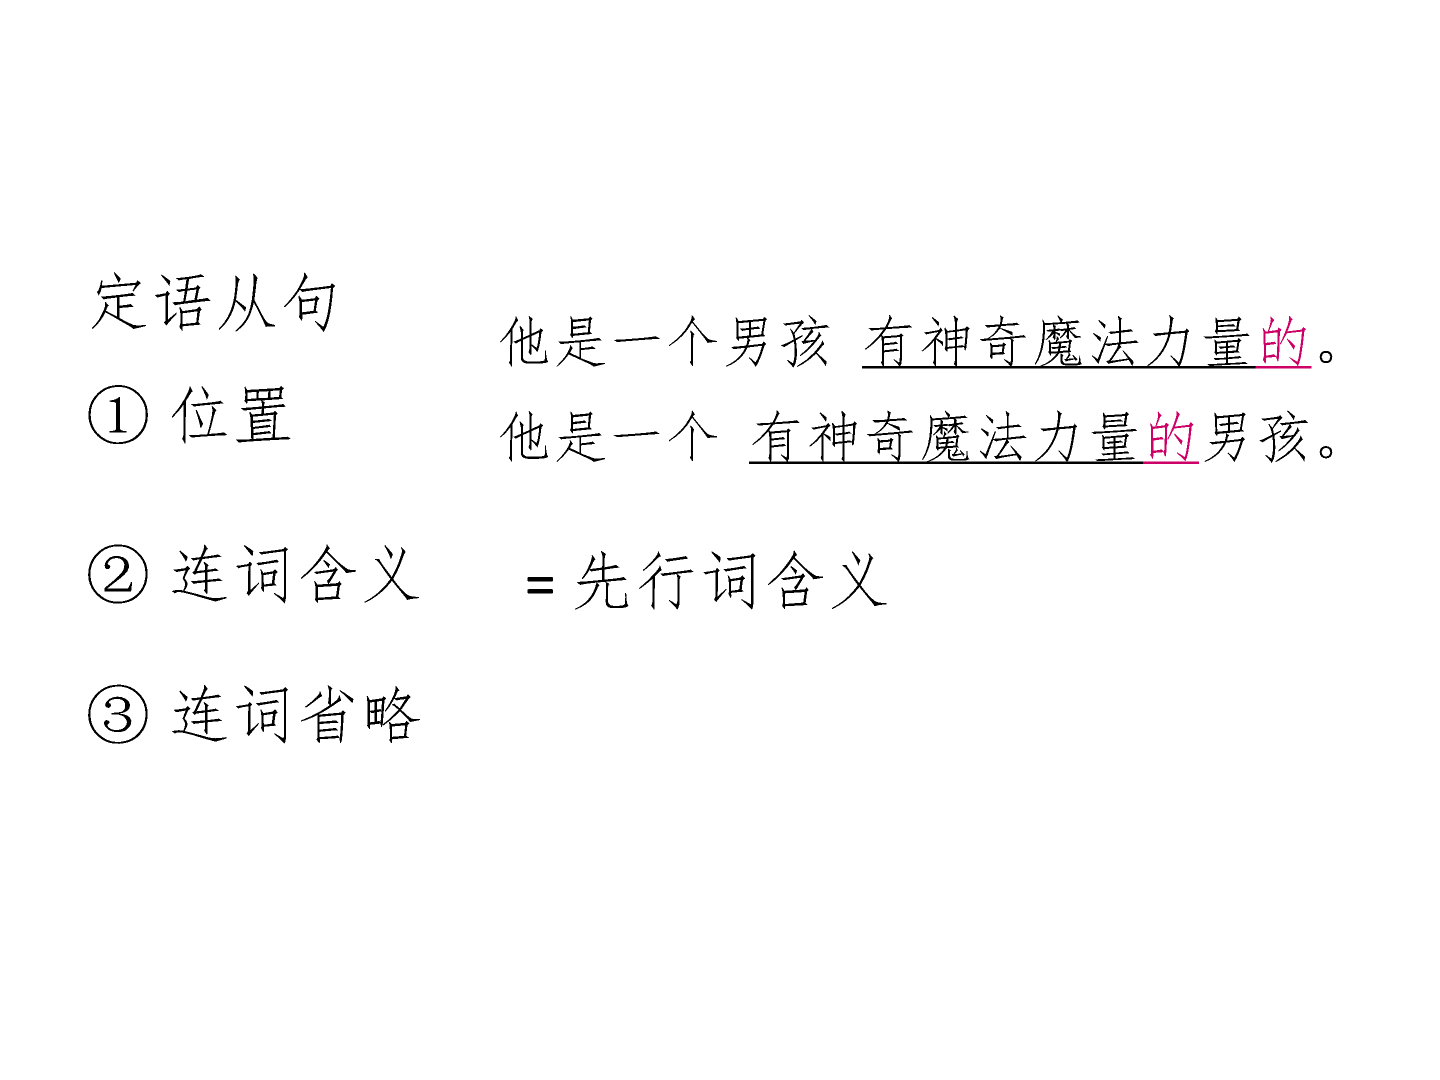 定语从句
他是一个男孩 有神奇魔法力量的。
① 位置
他是一个 有神奇魔法力量的男孩。
② 连词含义 = 先行词含义
③ 连词省略